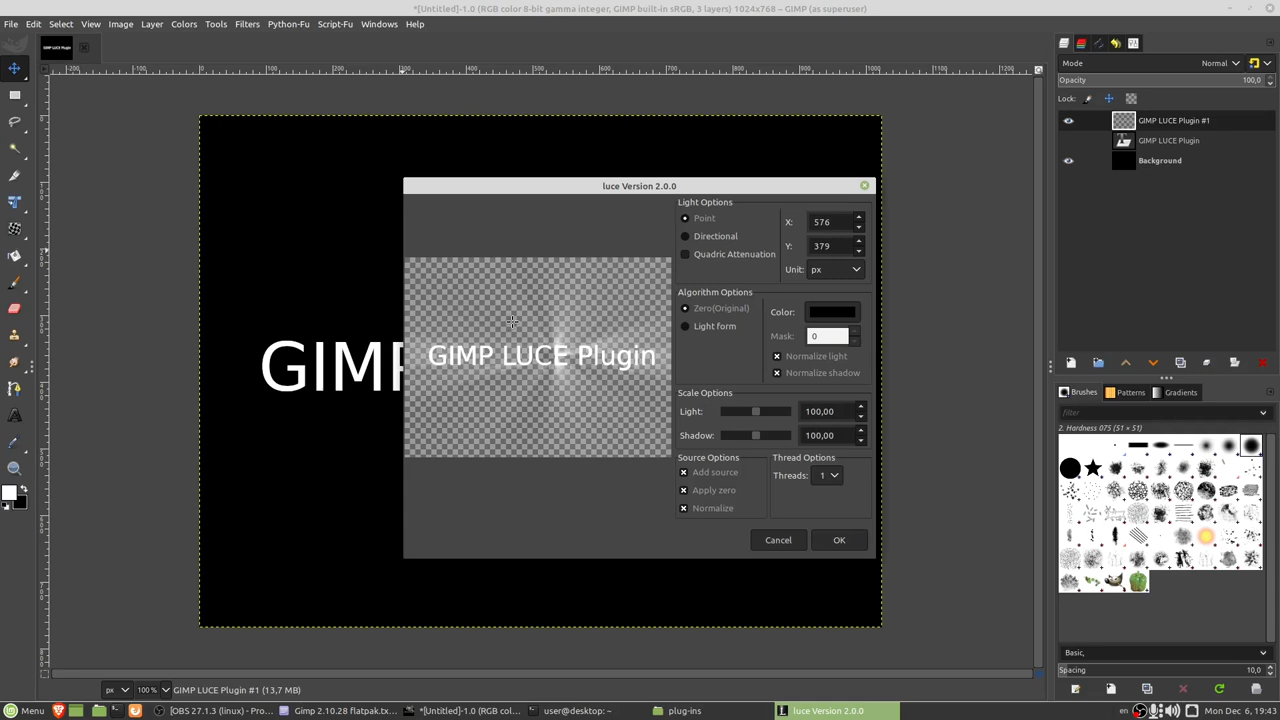 *[Untitled]-1.0 (RGB color 8-bit gamma integer, GIMP built-in sRGB, 3 layers) 1024x768 – GIMP (as superuser)
File Edit Select View Image Layer Colors Tools Filters Python-Fu Script-Fu Windows Help
GIMP LUCE Plugin
Mode Normal
Opacity 100,0
Lock:
GIMP LUCE Plugin #1
GIMP LUCE Plugin
Background
GIMP
luce Version 2.0.0
GIMP LUCE Plugin
Light Options
Point X: 576
Directional Y: 379
Quadric Attenuation Unit: px
Algorithm Options
Zero(Original) Color:
Light form Mask: 0
Normalize light
Normalize shadow
Scale Options
Light: 100,00
Shadow: 100,00
Source Options Thread Options
Add source Threads: 1
Apply zero
Normalize
Cancel OK
Brushes Patterns Gradients
filter
2. Hardness 075 (51 × 51)
Basic,
Spacing 10,0
px 100 % GIMP LUCE Plugin #1 (13,7 MB)
Menu [OBS 27.1.3 (linux) - Pro... Gimp 2.10.28 flatpak.tx... *[Untitled]-1.0 (RGB col... user@desktop: ~ plug-ins luce Version 2.0.0 en Mon Dec 6, 19:43